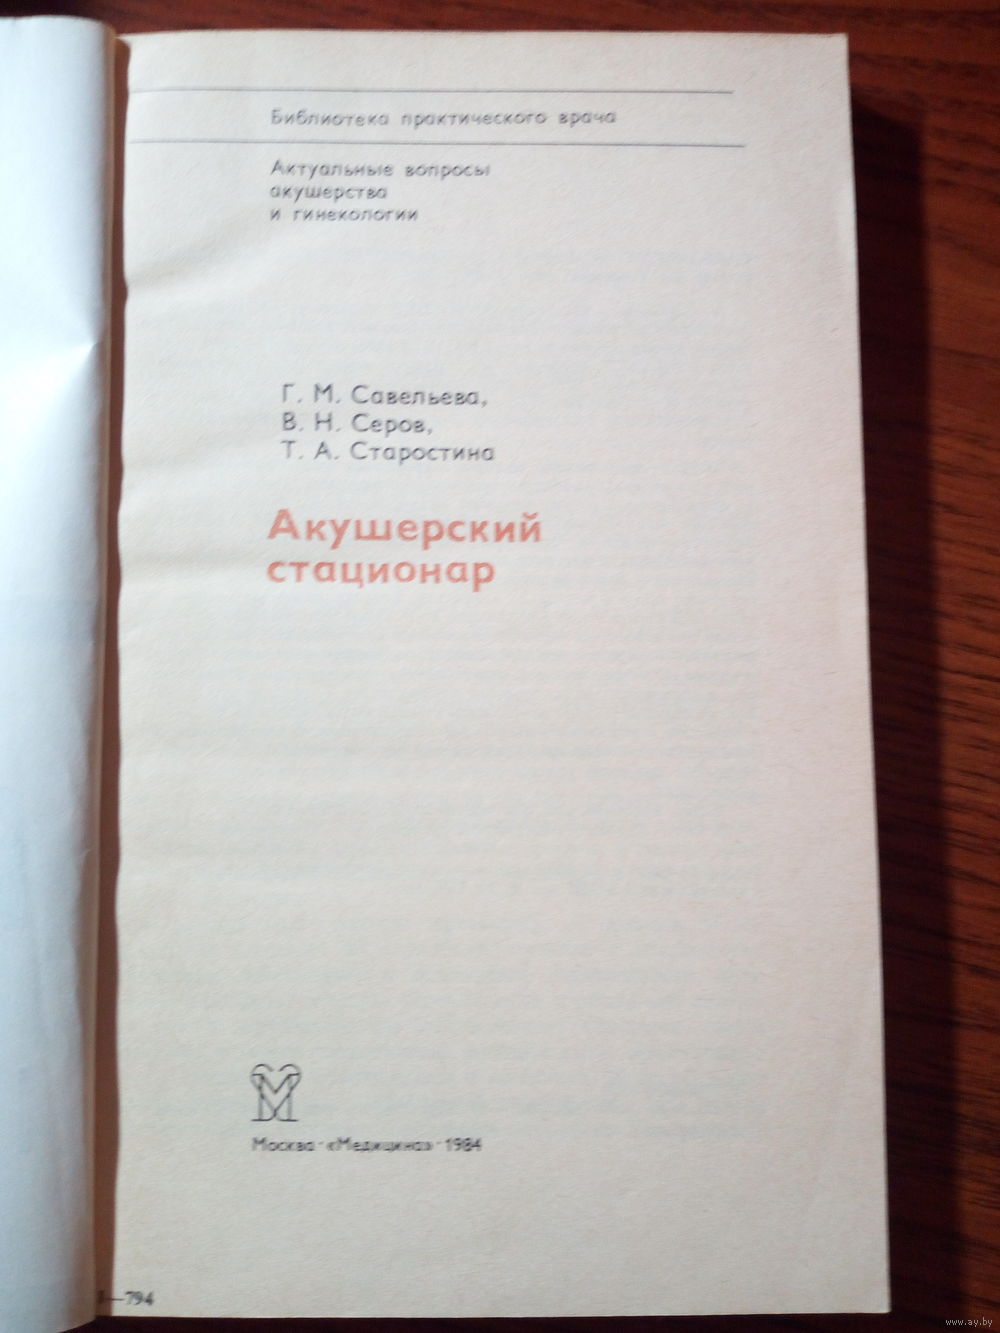 Библиотека практического врача
Актуальные вопросы
акушерства
и гинекологии
Г. М. Савельева,
В. Н. Серов,
Т. А. Старостина
Акушерский
стационар
Москва · «Медицина» · 1984
—794
www.ay.by